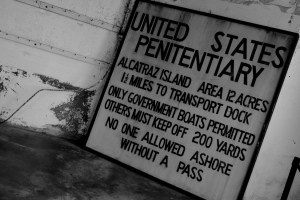 UNITED STATES
PENITENTIARY
ALCATRAZ ISLAND AREA 12 ACRES
1½ MILES TO TRANSPORT DOCK
ONLY GOVERNMENT BOATS PERMITTED
OTHERS MUST KEEP OFF 200 YARDS
NO ONE ALLOWED ASHORE
WITHOUT A PASS